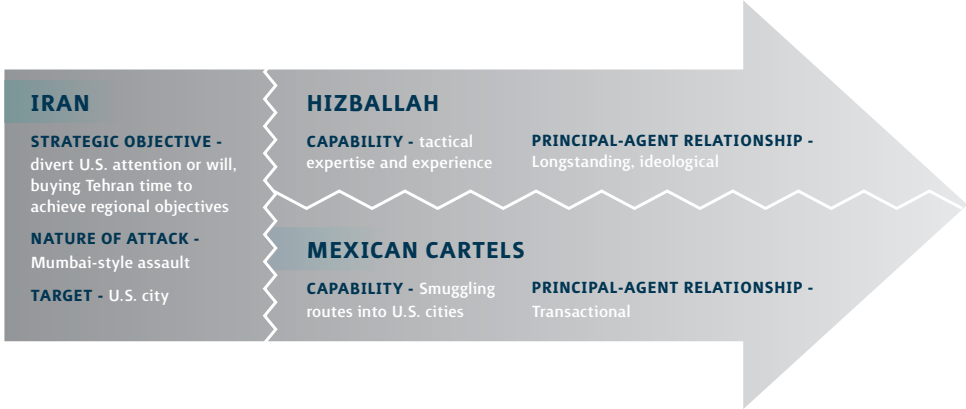 IRAN
STRATEGIC OBJECTIVE -
divert U.S. attention or will,
buying Tehran time to
achieve regional objectives
NATURE OF ATTACK -
Mumbai-style assault
TARGET - U.S. city
HIZBALLAH
CAPABILITY - tactical
expertise and experience
PRINCIPAL-AGENT RELATIONSHIP -
Longstanding, ideological
MEXICAN CARTELS
CAPABILITY - Smuggling
routes into U.S. cities
PRINCIPAL-AGENT RELATIONSHIP -
Transactional